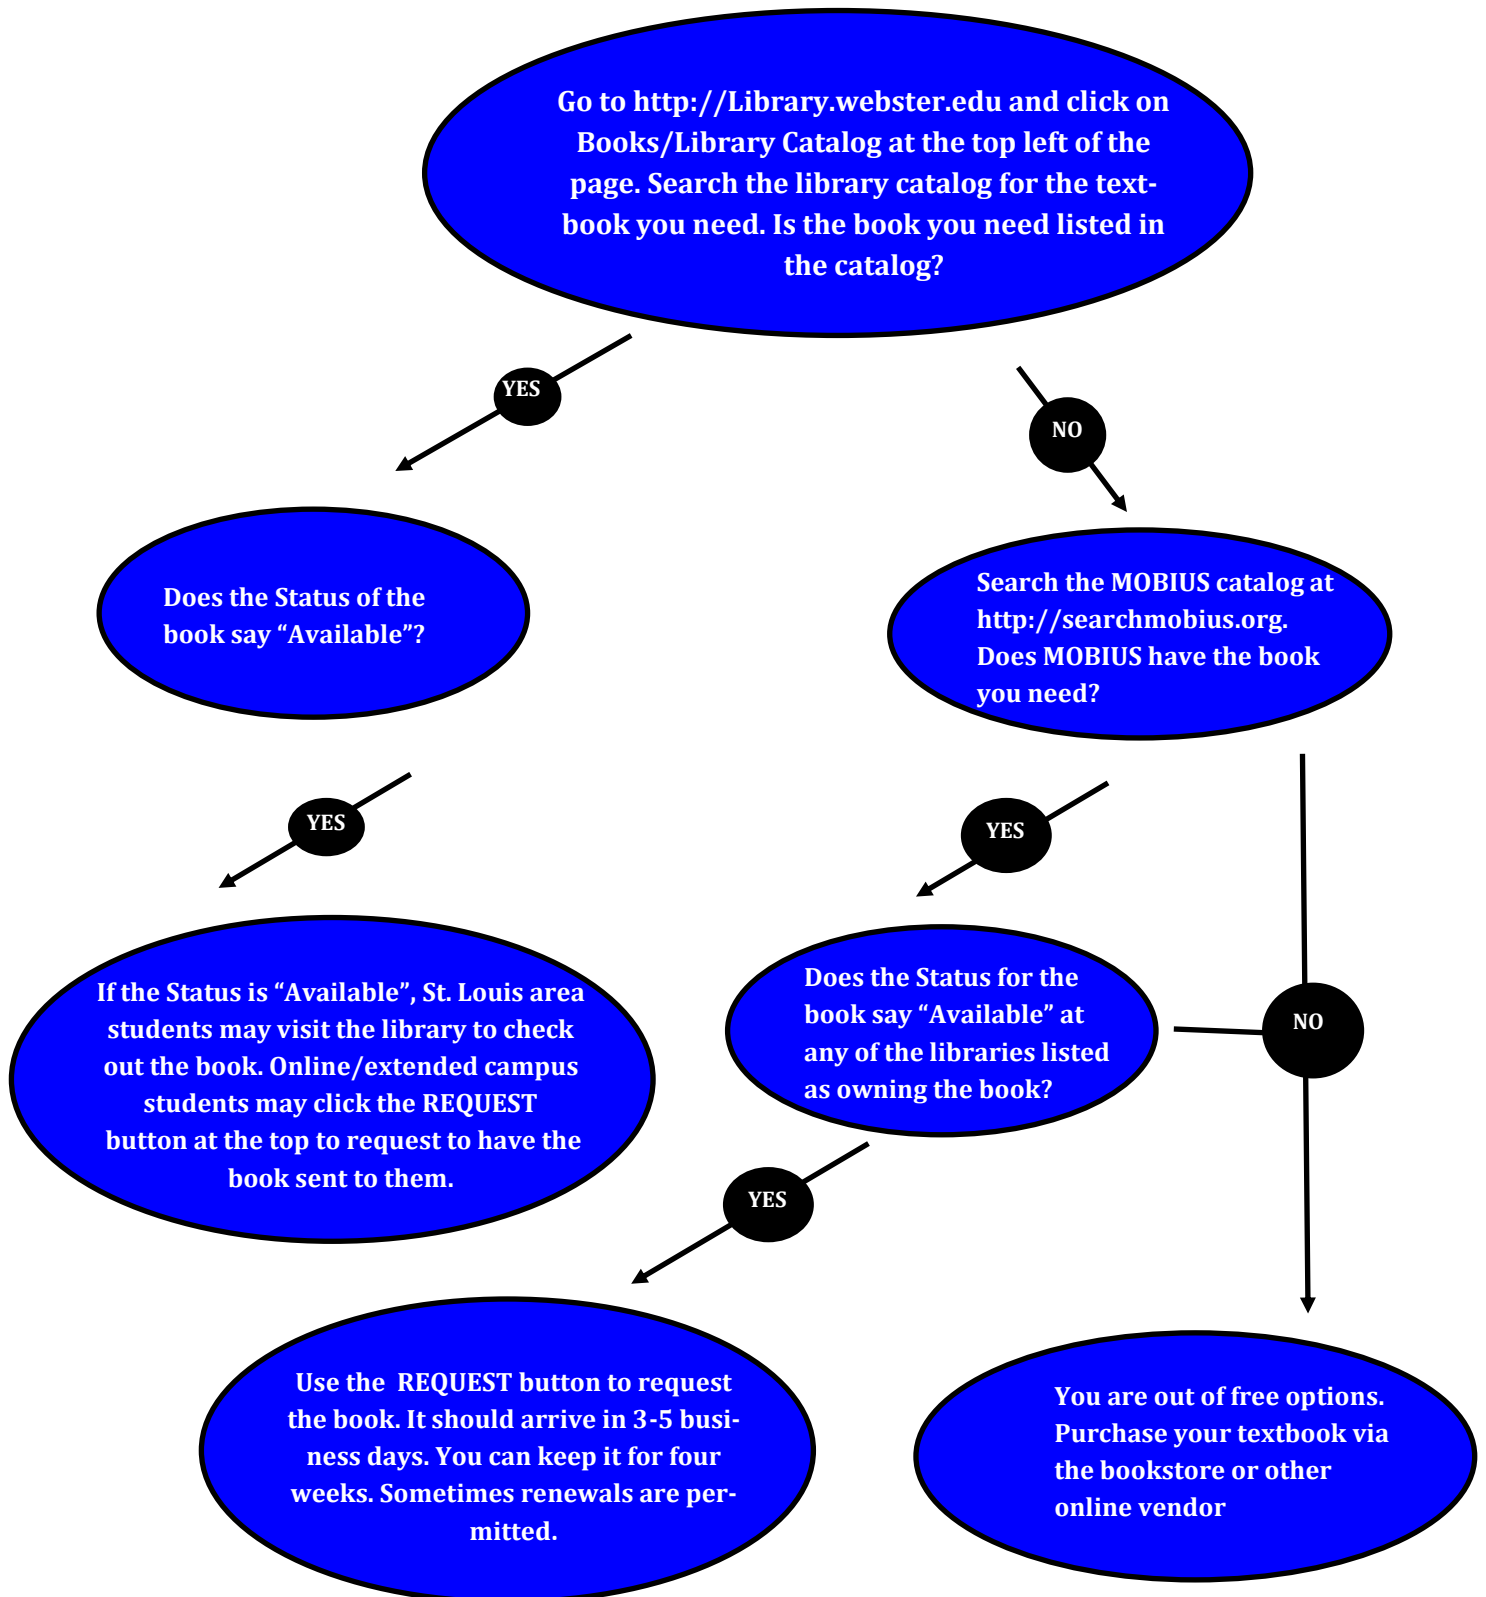 Go to http://Library.webster.edu and click on
Books/Library Catalog at the top left of the
page. Search the library catalog for the text-
book you need. Is the book you need listed in
the catalog?
YES
NO
Does the Status of the
book say “Available”?
Search the MOBIUS catalog at
http://searchmobius.org.
Does MOBIUS have the book
you need?
YES
YES
If the Status is “Available”, St. Louis area
students may visit the library to check
out the book. Online/extended campus
students may click the REQUEST
button at the top to request to have the
book sent to them.
Does the Status for the
book say “Available” at
any of the libraries listed
as owning the book?
NO
YES
Use the  REQUEST button to request
the book. It should arrive in 3-5 busi-
ness days. You can keep it for four
weeks. Sometimes renewals are per-
mitted.
You are out of free options.
Purchase your textbook via
the bookstore or other
online vendor